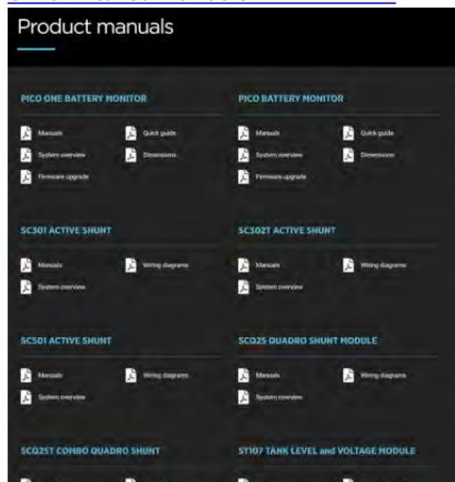 Product manuals
PICO ONE BATTERY MONITOR
Manuals
Quick guide
System overview
Dimensions
Firmware upgrade
PICO BATTERY MONITOR
Manuals
Quick guide
System overview
Dimensions
Firmware upgrade
SC301 ACTIVE SHUNT
Manuals
Wiring diagrams
System overview
SC302T ACTIVE SHUNT
Manuals
Wiring diagrams
System overview
SC501 ACTIVE SHUNT
Manuals
Wiring diagrams
System overview
SCQ25 QUADRO SHUNT MODULE
Manuals
Wiring diagrams
System overview
SCQ25T COMBO QUADRO SHUNT
ST107 TANK LEVEL and VOLTAGE MODULE